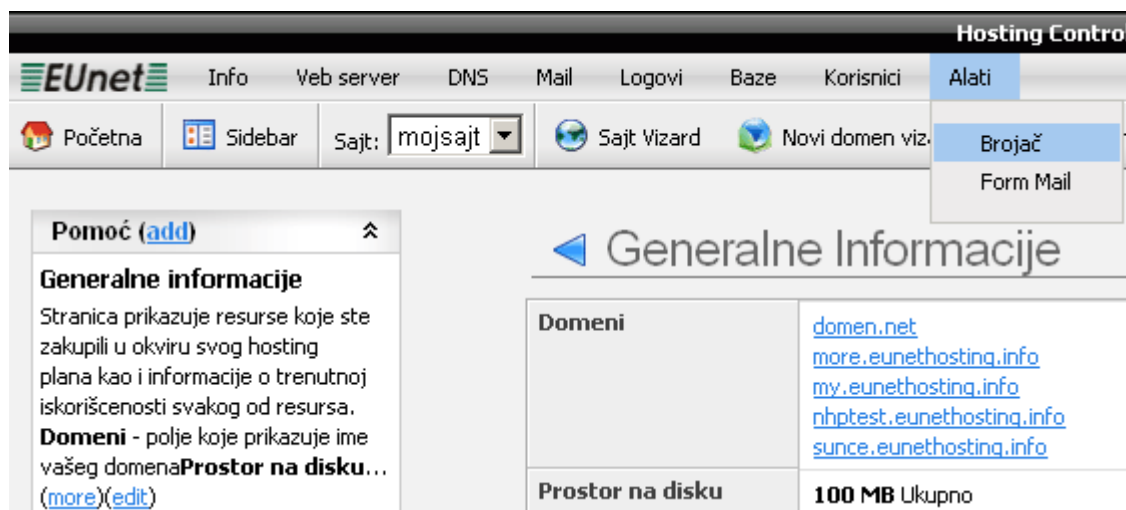 Hosting Contro
EUnet Info Veb server DNS Mail Logovi Baze Korisnici Alati
Početna Sidebar Sajt: mojsajt Sajt Vizard Novi domen viz
Brojač
Form Mail
Pomoć (add)
Generalne informacije
Stranica prikazuje resurse koje ste
zakupili u okviru svog hosting
plana kao i informacije o trenutnoj
iskorišcenosti svakog od resursa.
Domeni - polje koje prikazuje ime
vašeg domenaProstor na disku...
(more)(edit)
Generalne Informacije
Domeni
domen.net
more.eunethosting.info
my.eunethosting.info
nhptest.eunethosting.info
sunce.eunethosting.info
Prostor na disku
100 MB Ukupno